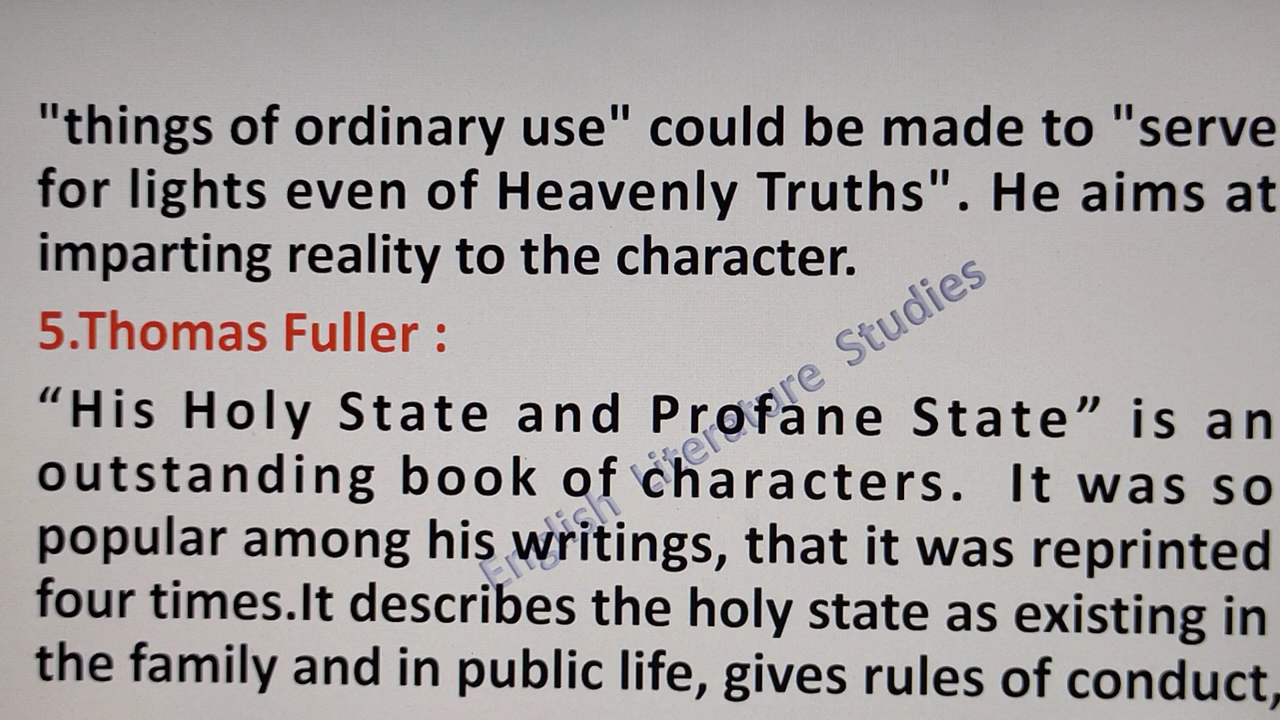 "things of ordinary use" could be made to "serve
for lights even of Heavenly Truths". He aims at
imparting reality to the character.
5.Thomas Fuller :
“His Holy State and Profane State” is an
outstanding book of characters. It was so
popular among his writings, that it was reprinted
four times.It describes the holy state as existing in
the family and in public life, gives rules of conduct,
English Literature Studies